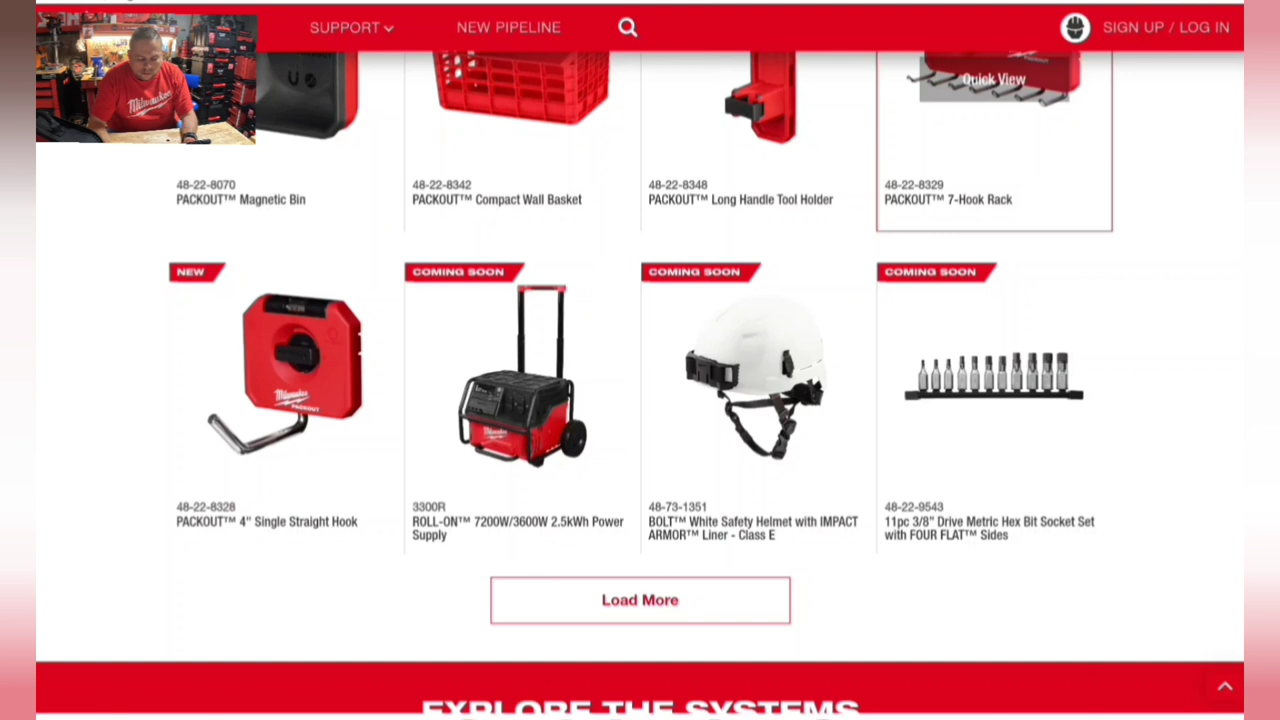 SUPPORT
NEW PIPELINE
SIGN UP / LOG IN
Milwaukee
PACKOUT
Quick View
48-22-8070
PACKOUT™ Magnetic Bin
48-22-8342
PACKOUT™ Compact Wall Basket
48-22-8348
PACKOUT™ Long Handle Tool Holder
48-22-8329
PACKOUT™ 7-Hook Rack
NEW
COMING SOON
COMING SOON
COMING SOON
Milwaukee
PACKOUT
Milwaukee
48-22-8328
PACKOUT™ 4" Single Straight Hook
3300R
ROLL-ON™ 7200W/3600W 2.5kWh Power
Supply
48-73-1351
BOLT™ White Safety Helmet with IMPACT
ARMOR™ Liner - Class E
48-22-9543
11pc 3/8” Drive Metric Hex Bit Socket Set
with FOUR FLAT™ Sides
Load More
EXPLORE THE SYSTEMS